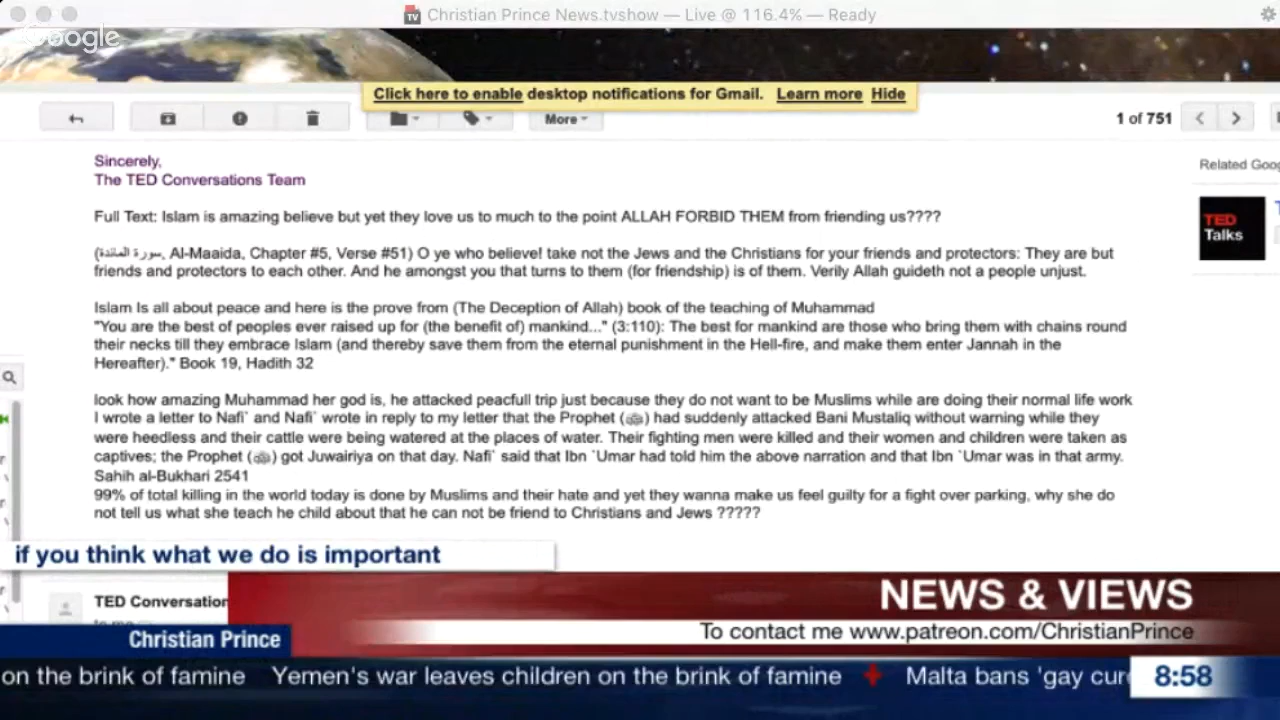 Christian Prince News.tvshow — Live @ 116.4% — Ready
Google
Click here to enable desktop notifications for Gmail. Learn more Hide
More
1 of 751
Sincerely,
The TED Conversations Team
Related Goo
TED
Talks
Full Text: Islam is amazing believe but yet they love us to much to the point ALLAH FORBID THEM from friending us????
(سورة المائدة, Al-Maaida, Chapter #5, Verse #51) O ye who believe! take not the Jews and the Christians for your friends and protectors: They are but
friends and protectors to each other. And he amongst you that turns to them (for friendship) is of them. Verily Allah guideth not a people unjust.
Islam Is all about peace and here is the prove from (The Deception of Allah) book of the teaching of Muhammad
"You are the best of peoples ever raised up for (the benefit of) mankind..." (3:110): The best for mankind are those who bring them with chains round
their necks till they embrace Islam (and thereby save them from the eternal punishment in the Hell-fire, and make them enter Jannah in the
Hereafter)." Book 19, Hadith 32
look how amazing Muhammad her god is, he attacked peacfull trip just because they do not want to be Muslims while are doing their normal life work
I wrote a letter to Nafi` and Nafi` wrote in reply to my letter that the Prophet (ﷺ) had suddenly attacked Bani Mustaliq without warning while they
were heedless and their cattle were being watered at the places of water. Their fighting men were killed and their women and children were taken as
captives; the Prophet (ﷺ) got Juwairiya on that day. Nafi` said that Ibn `Umar had told him the above narration and that Ibn `Umar was in that army.
Sahih al-Bukhari 2541
99% of total killing in the world today is done by Muslims and their hate and yet they wanna make us feel guilty for a fight over parking, why she do
not tell us what she teach he child about that he can not be friend to Christians and Jews ?????
if you think what we do is important
TED Conversation
NEWS & VIEWS
To contact me www.patreon.com/ChristianPrince
Christian Prince
on the brink of famine Yemen's war leaves children on the brink of famine Malta bans 'gay cur
8:58